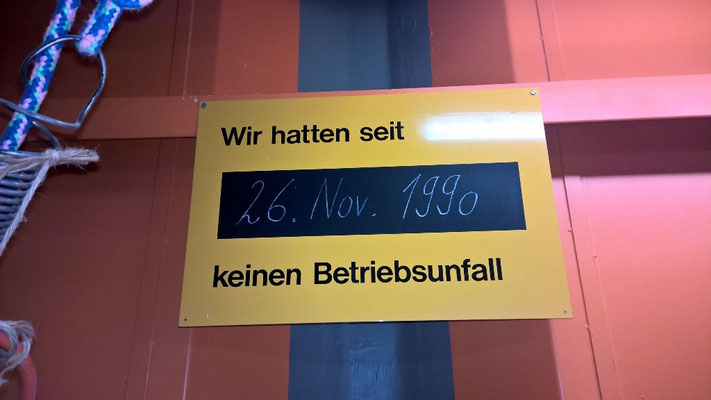 Wir hatten seit
26. Nov. 1990
keinen Betriebsunfall